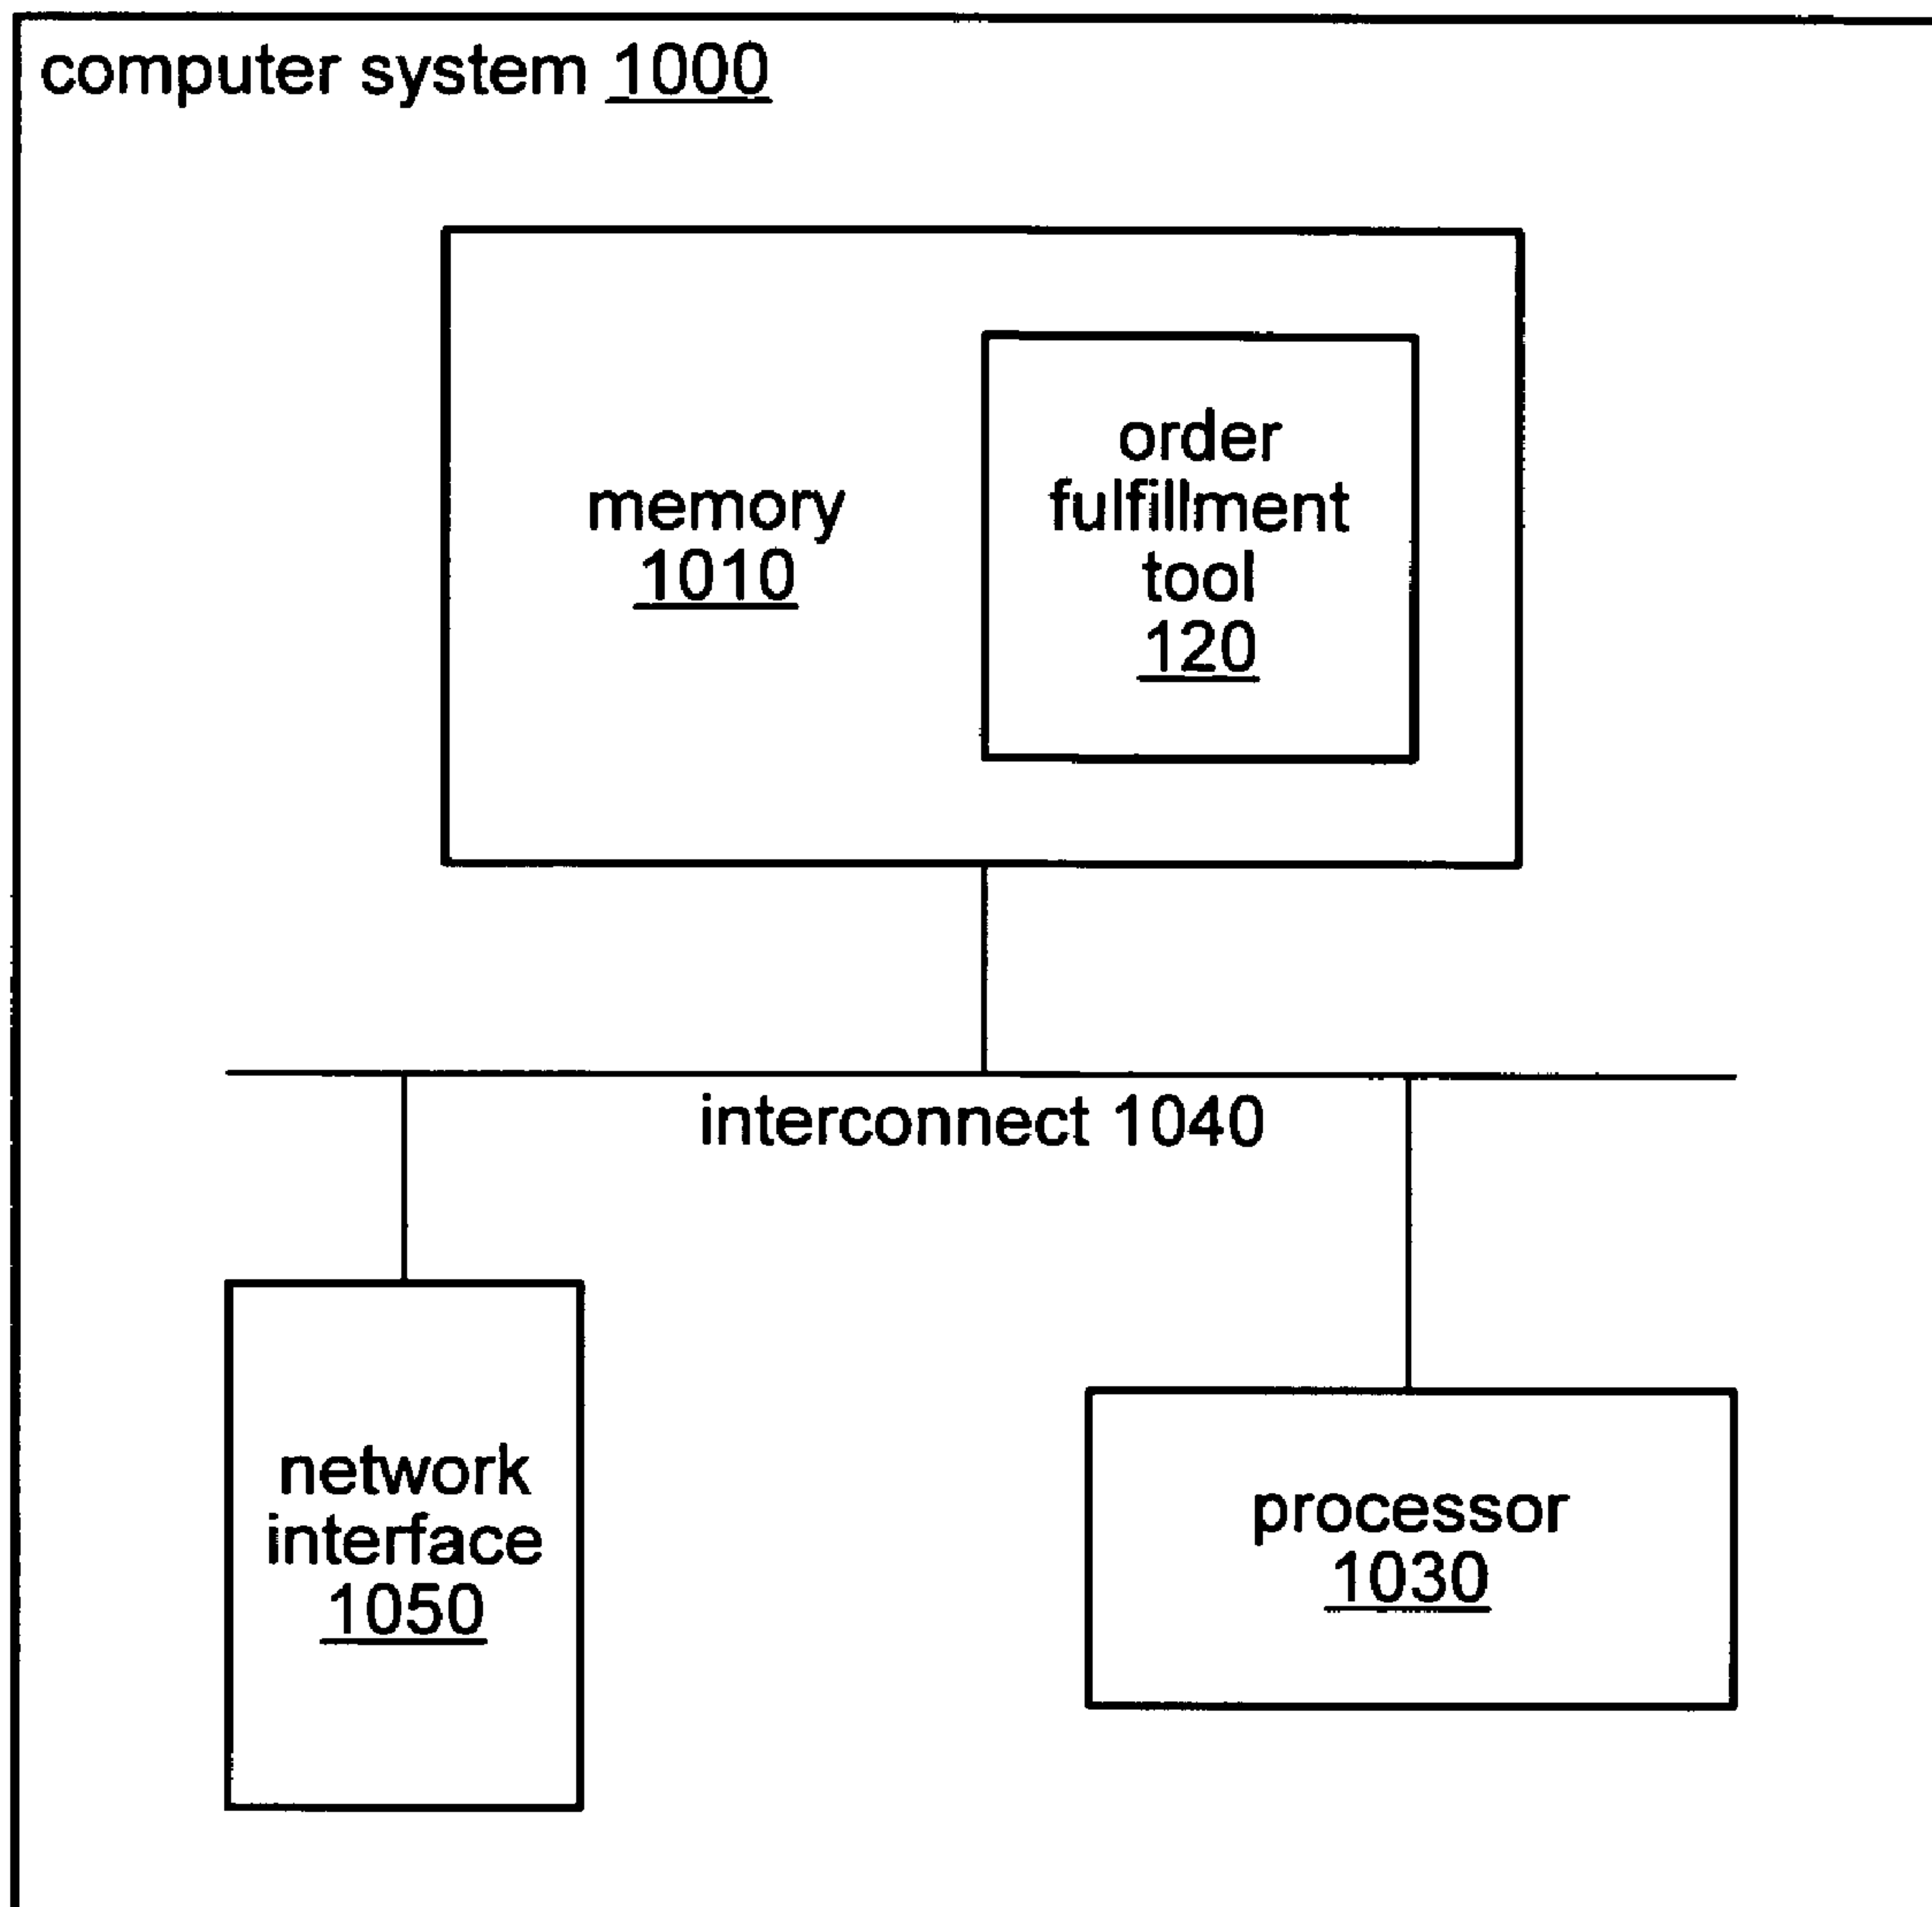 computer system 1000
memory
1010
order
fulfillment
tool
120
interconnect 1040
network
interface
1050
processor
1030